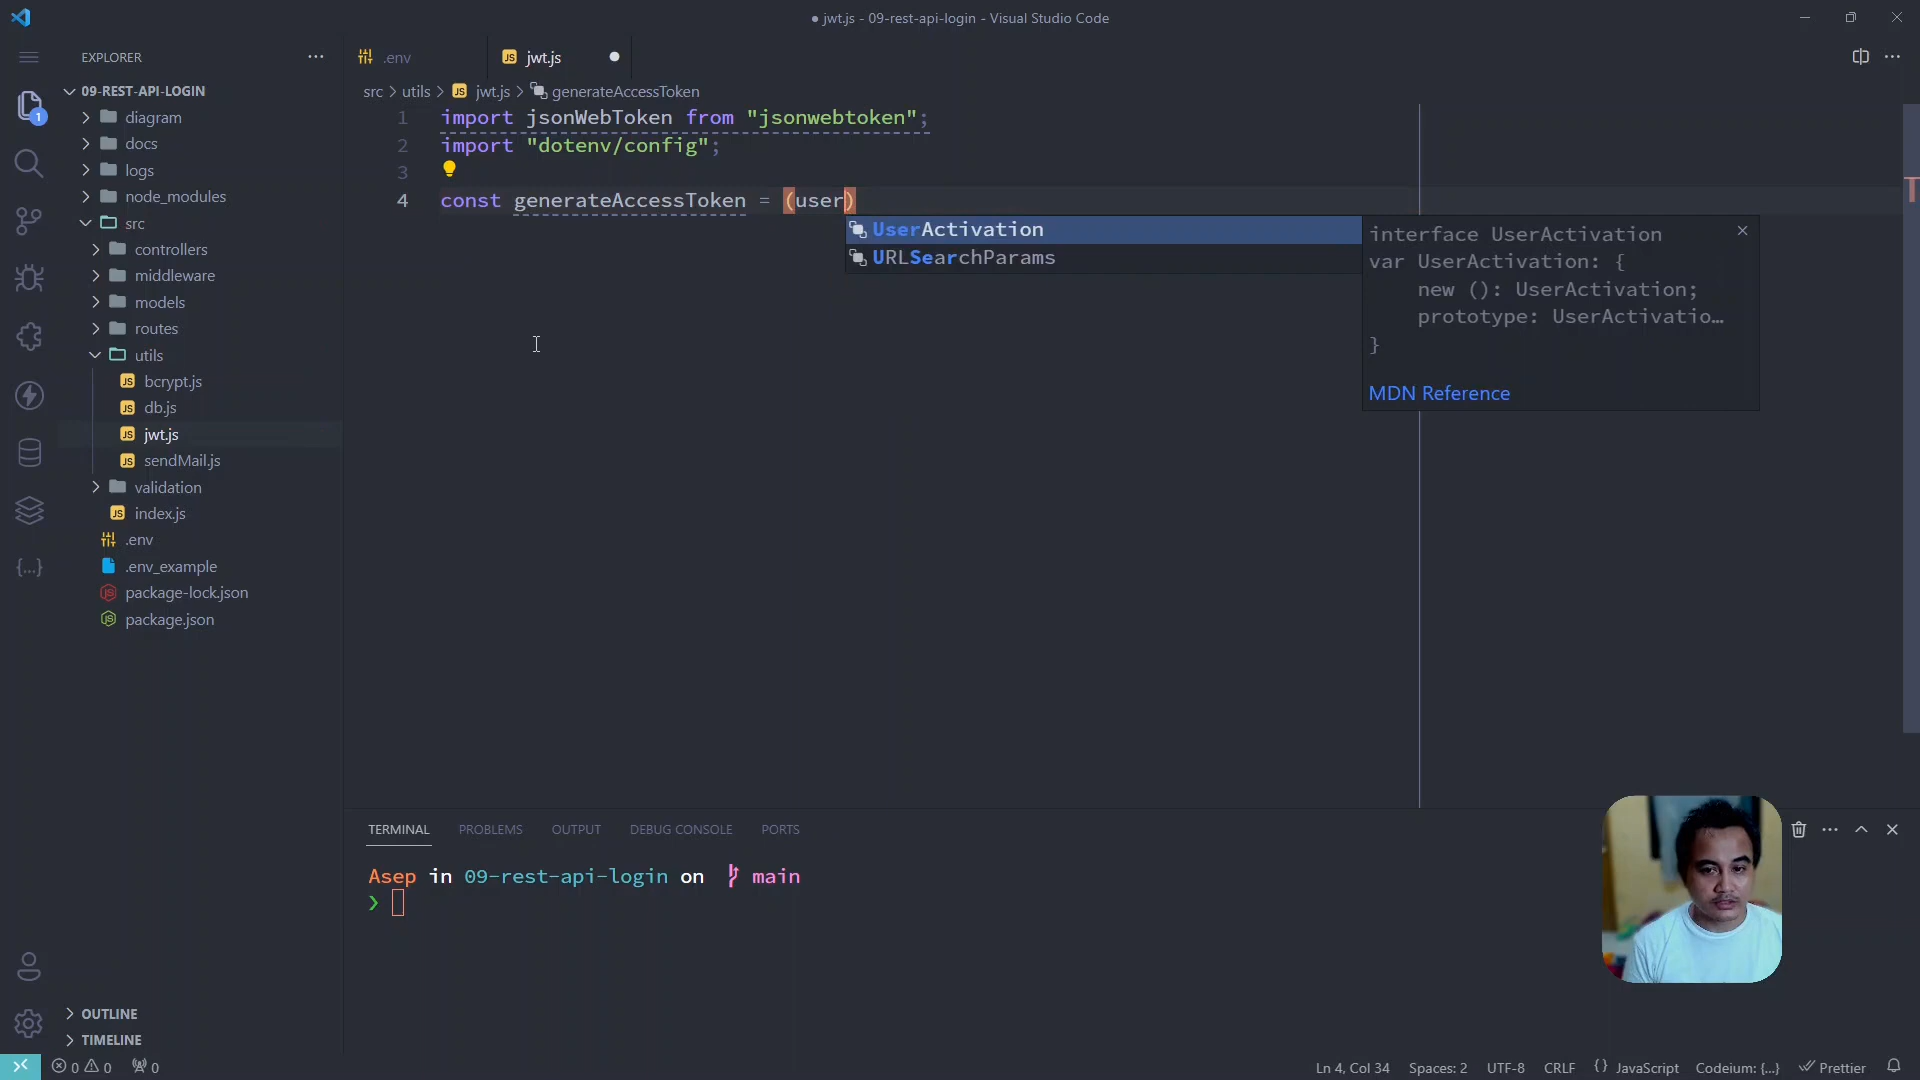 ● jwt.js - 09-rest-api-login - Visual Studio Code
EXPLORER
.env
jwt.js
09-REST-API-LOGIN
diagram
docs
logs
node_modules
src
controllers
middleware
models
routes
utils
bcrypt.js
db.js
jwt.js
sendMail.js
validation
index.js
.env
.env_example
package-lock.json
package.json
OUTLINE
TIMELINE
src > utils > JS jwt.js > generateAccessToken
1 import jsonWebToken from "jsonwebtoken";
2 import "dotenv/config";
3
4 const generateAccessToken = (user)
UserActivation
URLSearchParams
interface UserActivation
var UserActivation: {
new (): UserActivation;
prototype: UserActivatio…
}
MDN Reference
TERMINAL PROBLEMS OUTPUT DEBUG CONSOLE PORTS
Asep in 09-rest-api-login on main
❯
1
0 0 0
Ln 4, Col 34 Spaces: 2 UTF-8 CRLF {} JavaScript Codeium: {...} Prettier